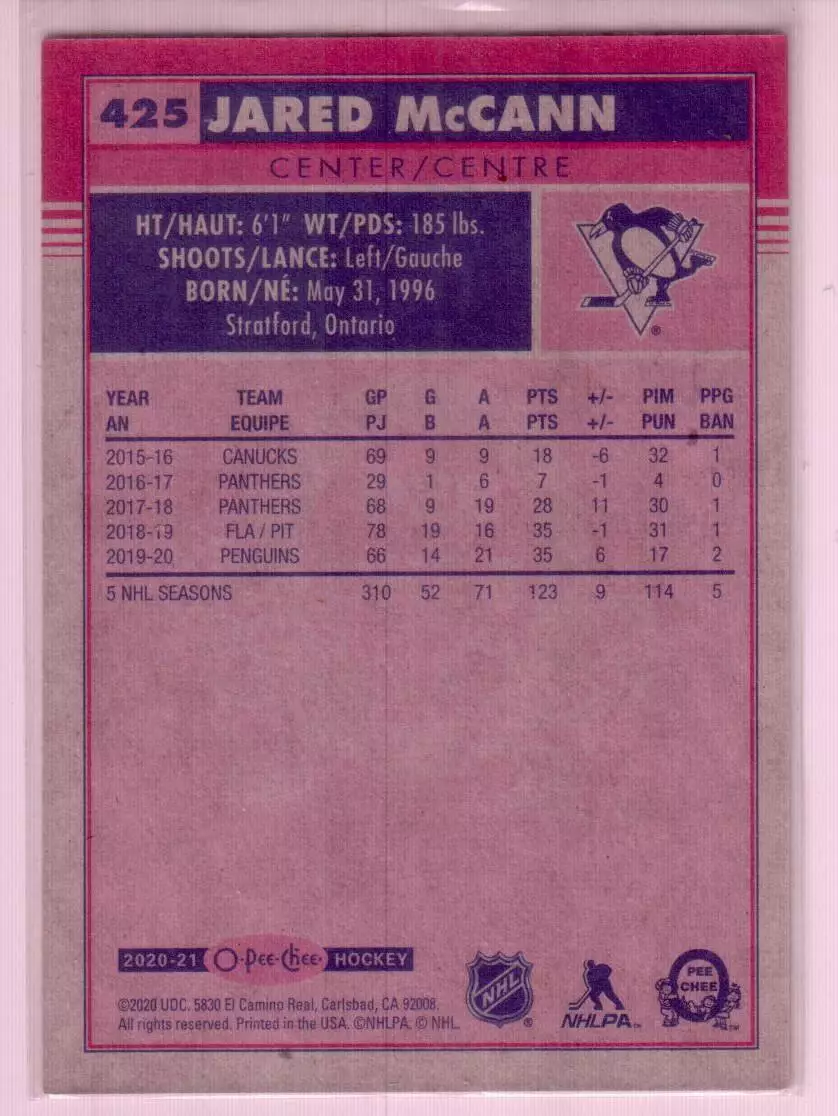 425 JARED McCANN
CENTER/CENTRE
HT/HAUT: 6'1" WT/PDS: 185 lbs.
SHOOTS/LANCE: Left/Gauche
BORN/NÉ: May 31, 1996
Stratford, Ontario
®
YEAR TEAM GP G A PTS +/- PIM PPG
AN EQUIPE PJ B A PTS +/- PUN BAN
2015-16 CANUCKS 69 9 9 18 -6 32 1
2016-17 PANTHERS 29 1 6 7 -1 4 0
2017-18 PANTHERS 68 9 19 28 11 30 1
2018-19 FLA / PIT 78 19 16 35 -1 31 1
2019-20 PENGUINS 66 14 21 35 6 17 2
5 NHL SEASONS 310 52 71 123 9 114 5
2020-21 O-Pee-Chee HOCKEY
©2020 UDC. 5830 El Camino Real, Carlsbad, CA 92008.
All rights reserved. Printed in the USA. ©NHLPA. © NHL.
NHL ®
NHLPA™
O PEE CHEE ™